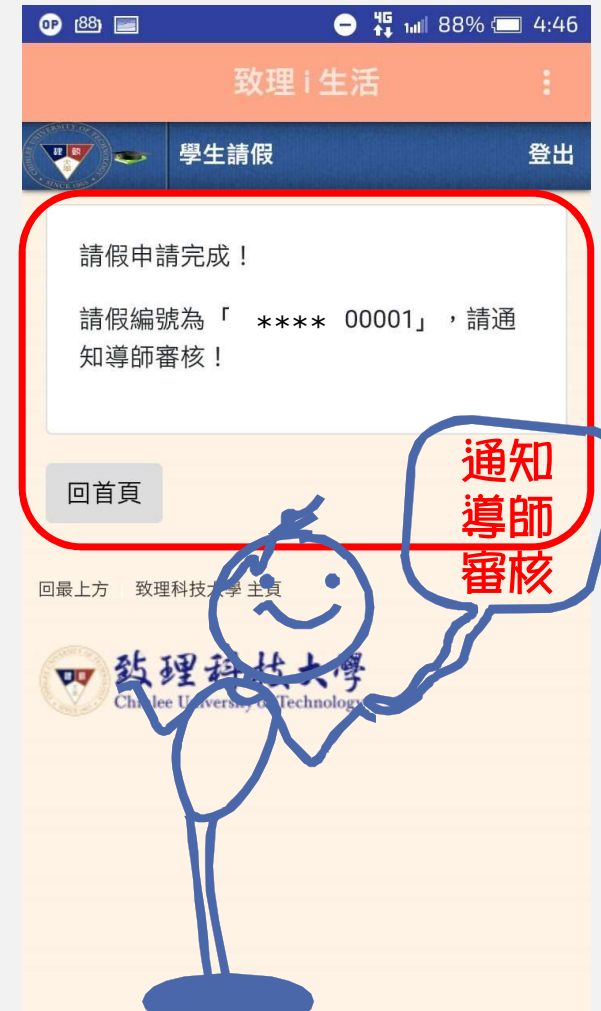 OP 88 4G 88% 4:46
致理 i 生活
學生請假 登出
請假申請完成！
請假編號為「 **** 00001」，請通
知導師審核！
通知
導師
審核
回首頁
回最上方 致理科技大學 主頁
致理科技大學
Chihlee University of Technology